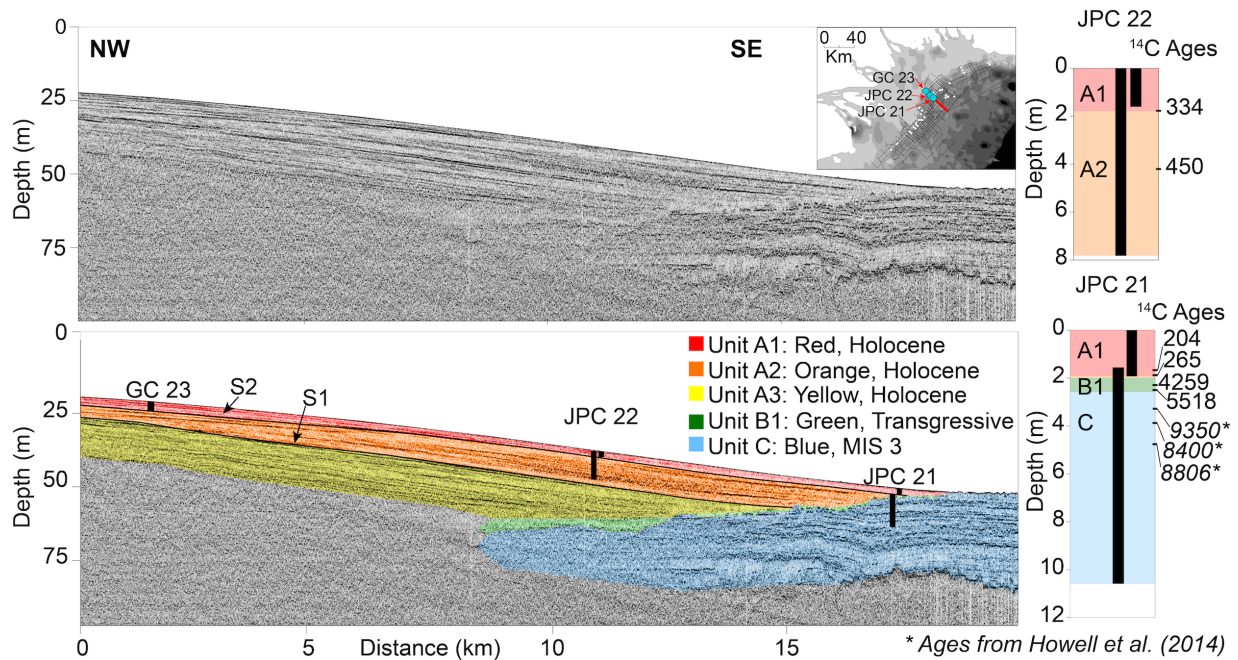 0
NW
SE
25
50
75
Depth (m)
0 40
Km
GC 23
JPC 22
JPC 21
JPC 22
14C Ages
0
A1
2
334
A2
4
450
6
8
Depth (m)
0
25
50
75
Depth (m)
GC 23
S2
S1
JPC 22
JPC 21
Unit A1: Red, Holocene
Unit A2: Orange, Holocene
Unit A3: Yellow, Holocene
Unit B1: Green, Transgressive
Unit C: Blue, MIS 3
0
5
Distance (km)
10
15
JPC 21
14C Ages
0
A1
204
265
2
B1
4259
5518
C
9350*
4
8400*
8806*
6
8
10
12
Depth (m)
* Ages from Howell et al. (2014)